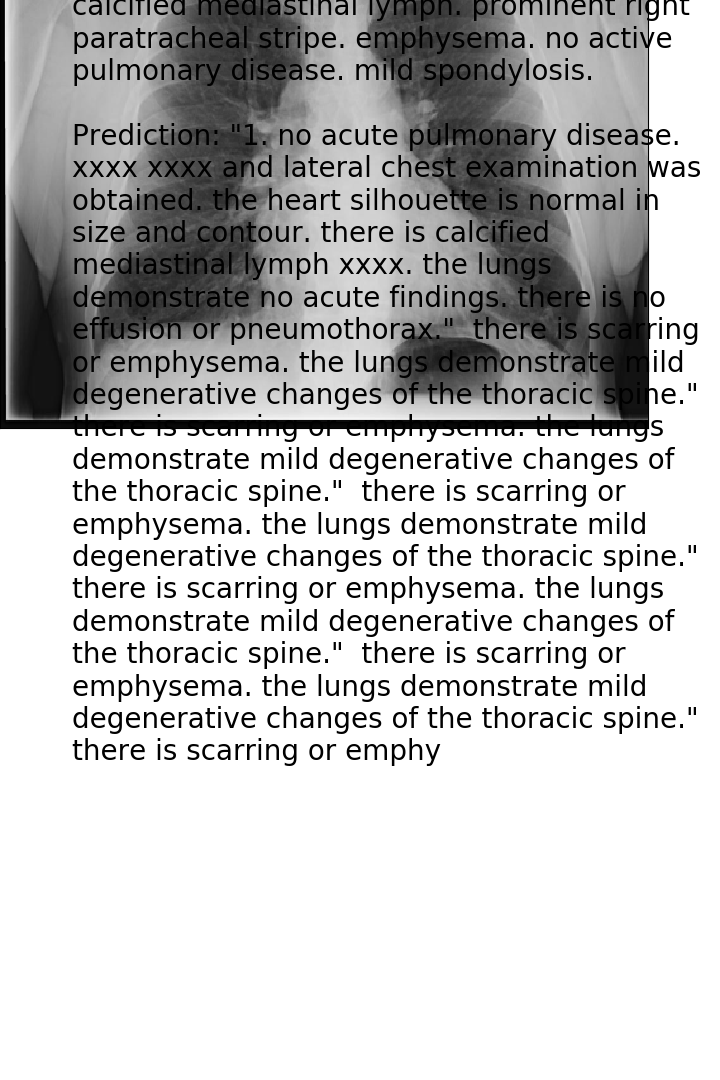 calcified mediastinal lymph. prominent right
paratracheal stripe. emphysema. no active
pulmonary disease. mild spondylosis.
Prediction: "1. no acute pulmonary disease.
xxxx xxxx and lateral chest examination was
obtained. the heart silhouette is normal in
size and contour. there is calcified
mediastinal lymph xxxx. the lungs
demonstrate no acute findings. there is no
effusion or pneumothorax."  there is scarring
or emphysema. the lungs demonstrate mild
degenerative changes of the thoracic spine."
there is scarring or emphysema. the lungs
demonstrate mild degenerative changes of
the thoracic spine."  there is scarring or
emphysema. the lungs demonstrate mild
degenerative changes of the thoracic spine."
there is scarring or emphysema. the lungs
demonstrate mild degenerative changes of
the thoracic spine."  there is scarring or
emphysema. the lungs demonstrate mild
degenerative changes of the thoracic spine."
there is scarring or emphy